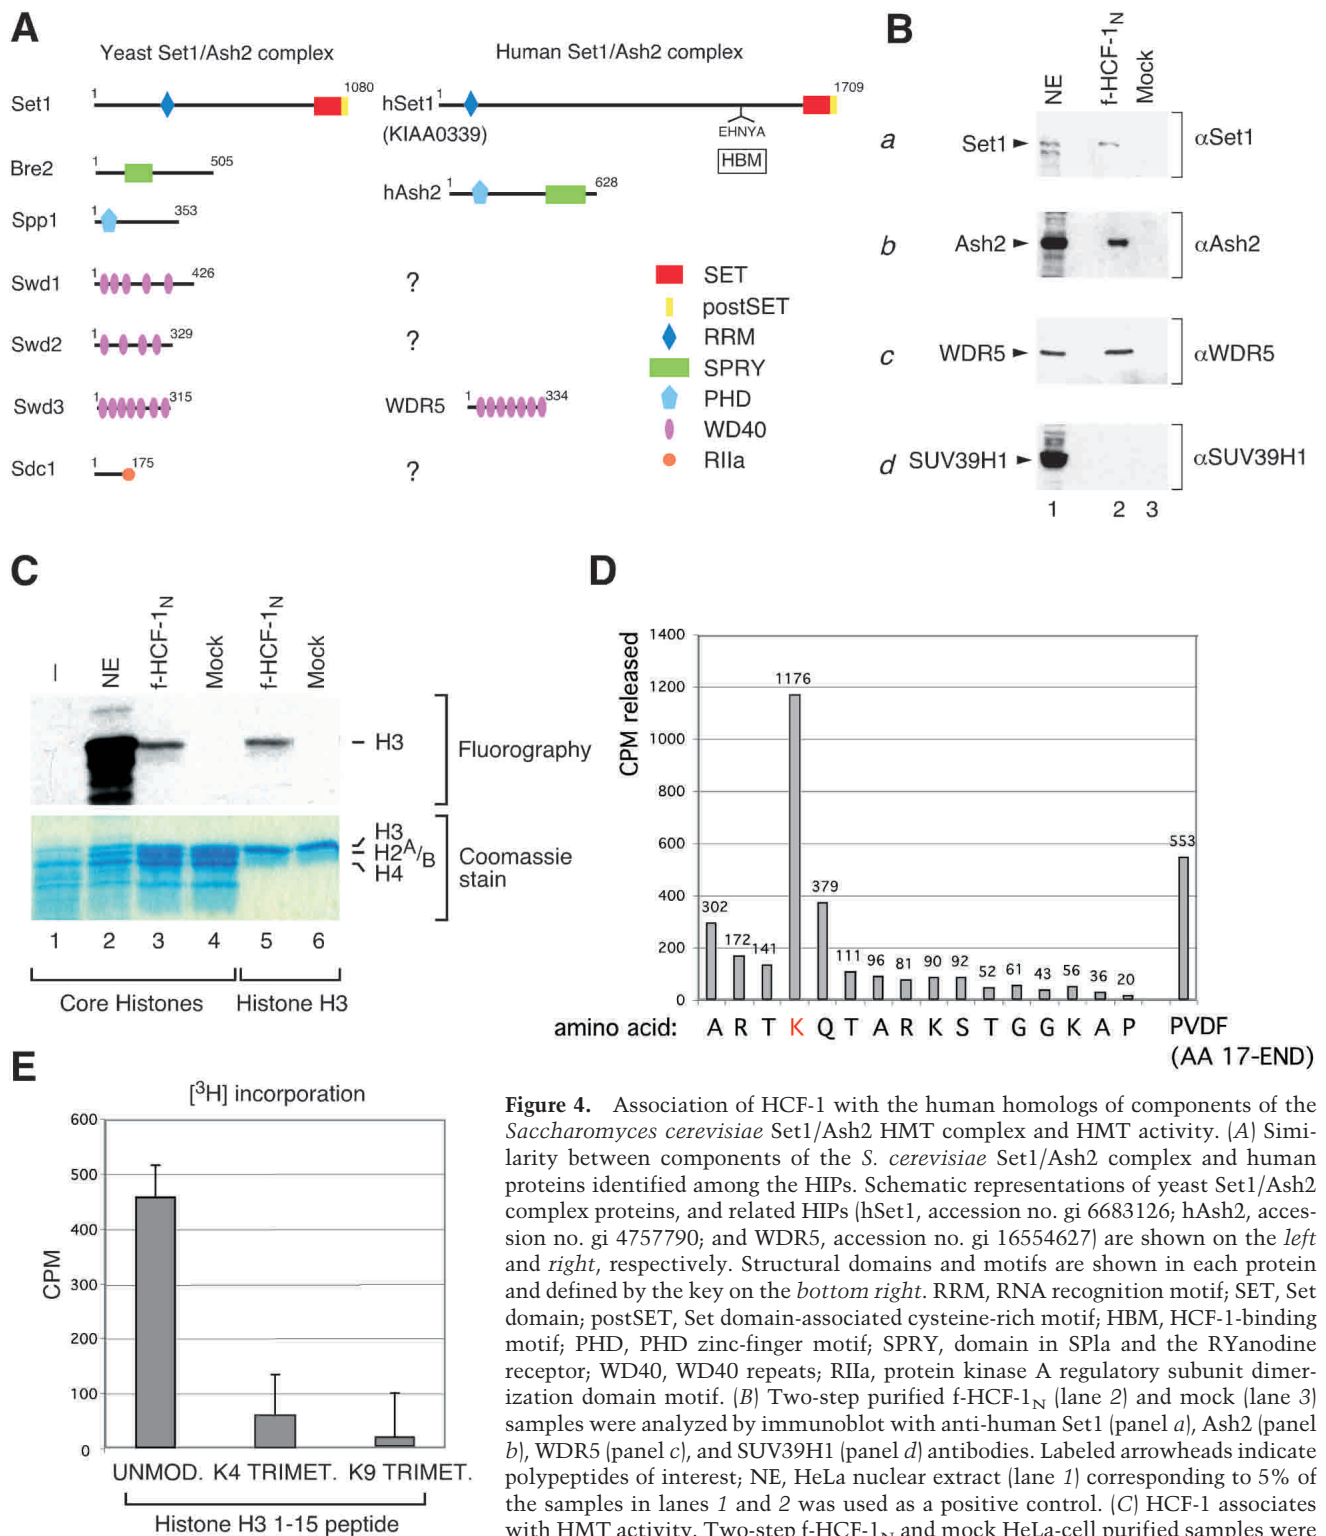 A
Yeast Set1/Ash2 complex
Human Set1/Ash2 complex
Set1
1
1080
hSet1
(KIAA0339)
1
1709
EHNYA
HBM
Bre2
1
505
hAsh2
1
628
Spp1
1
353
Swd1
1
426
?
Swd2
1
329
?
Swd3
1
315
WDR5
1
334
Sdc1
1
175
?
SET
postSET
RRM
SPRY
PHD
WD40
RIIa
B
NE
f-HCF-1N
Mock
a
Set1
αSet1
b
Ash2
αAsh2
c
WDR5
αWDR5
d
SUV39H1
αSUV39H1
1 2 3
C
–
NE
f-HCF-1N
Mock
f-HCF-1N
Mock
– H3
Fluorography
H3
H2A/B
H4
Coomassie
stain
1 2 3 4 5 6
Core Histones
Histone H3
D
CPM released
1400
1200
1000
800
600
400
200
0
302
172
141
1176
379
111
96
81
90
92
52
61
43
56
36
20
553
amino acid: A R T K Q T A R K S T G G K A P PVDF
(AA 17-END)
E
[3H] incorporation
CPM
600
500
400
300
200
100
0
UNMOD. K4 TRIMET. K9 TRIMET.
Histone H3 1-15 peptide
Figure 4. Association of HCF-1 with the human homologs of components of the
Saccharomyces cerevisiae Set1/Ash2 HMT complex and HMT activity. (A) Simi-
larity between components of the S. cerevisiae Set1/Ash2 complex and human
proteins identified among the HIPs. Schematic representations of yeast Set1/Ash2
complex proteins, and related HIPs (hSet1, accession no. gi 6683126; hAsh2, acces-
sion no. gi 4757790; and WDR5, accession no. gi 16554627) are shown on the left
and right, respectively. Structural domains and motifs are shown in each protein
and defined by the key on the bottom right. RRM, RNA recognition motif; SET, Set
domain; postSET, Set domain-associated cysteine-rich motif; HBM, HCF-1-binding
motif; PHD, PHD zinc-finger motif; SPRY, domain in SPla and the RYanodine
receptor; WD40, WD40 repeats; RIIa, protein kinase A regulatory subunit dimer-
ization domain motif. (B) Two-step purified f-HCF-1N (lane 2) and mock (lane 3)
samples were analyzed by immunoblot with anti-human Set1 (panel a), Ash2 (panel
b), WDR5 (panel c), and SUV39H1 (panel d) antibodies. Labeled arrowheads indicate
polypeptides of interest; NE, HeLa nuclear extract (lane 1) corresponding to 5% of
the samples in lanes 1 and 2 was used as a positive control. (C) HCF-1 associates
with HMT activity. Two-step f-HCF-1N and mock HeLa-cell purified samples were